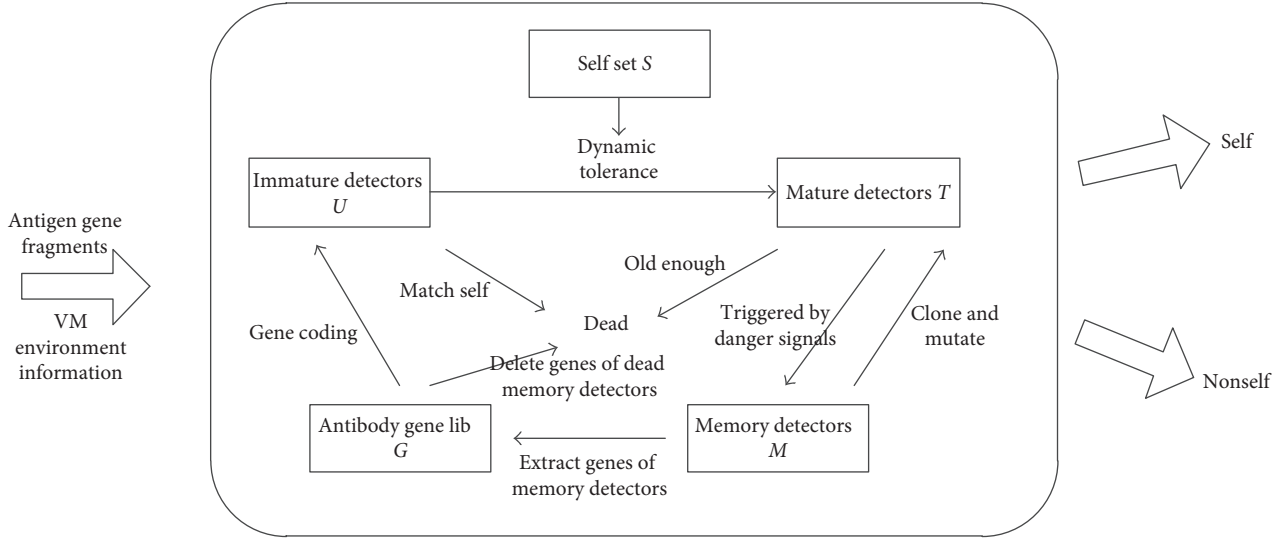 Self set S
Dynamic
tolerance
Immature detectors
U
Mature detectors T
Self
Antigen gene
fragments
VM
environment
information
Match self
Old enough
Gene coding
Dead
Triggered by
danger signals
Clone and
mutate
Delete genes of dead
memory detectors
Nonself
Antibody gene lib
G
Memory detectors
M
Extract genes of
memory detectors